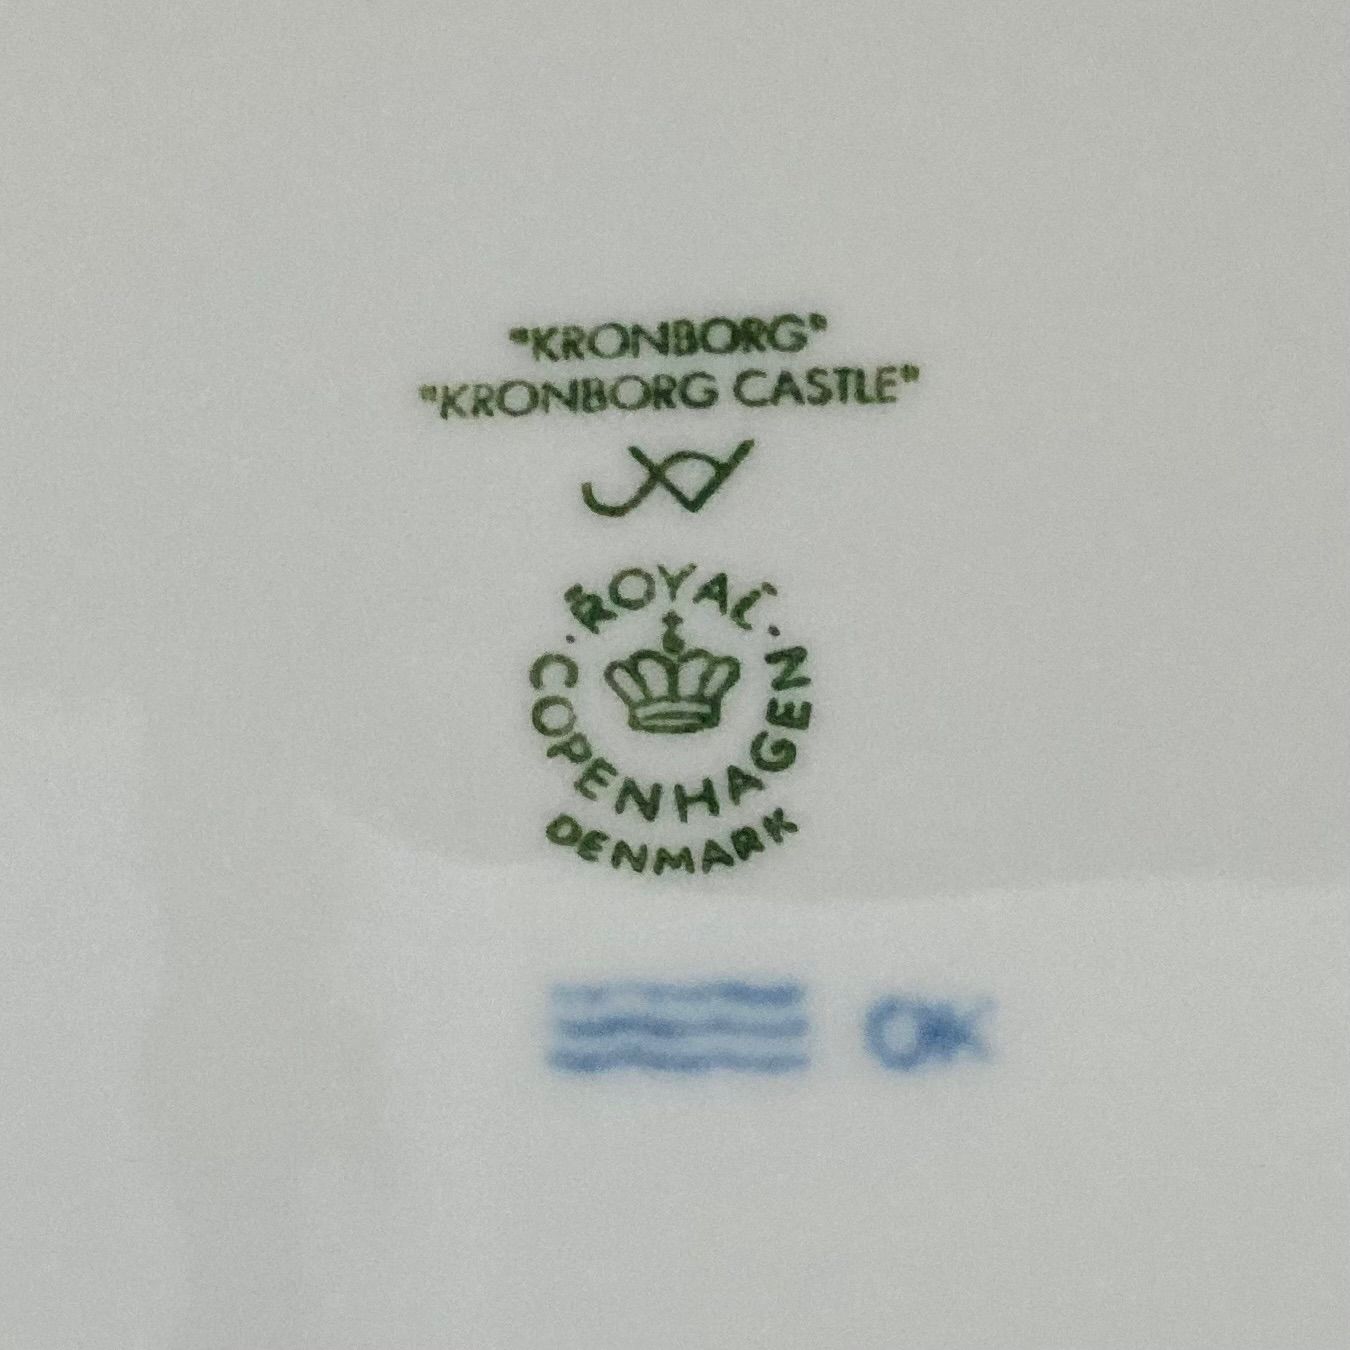 "KRONBORG"
"KRONBORG CASTLE"
ROYAL
COPENHAGEN
DENMARK
OK